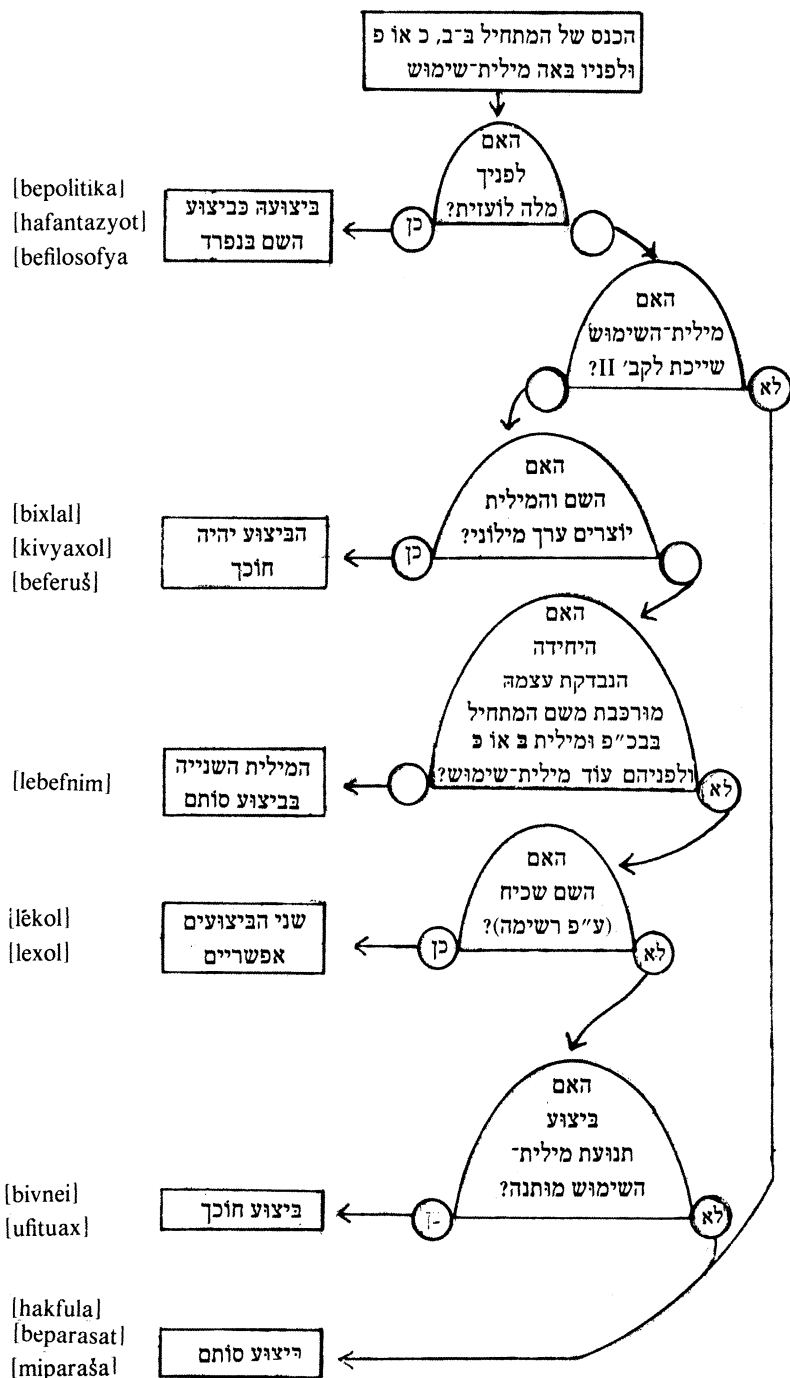 הכנס של המתחיל ב־ב, כ או פ
ולפניו באה מילית־שימוש
האם
לפניך
מלה לועזית?
כן
ביצועה כביצוע
השם בנפרד
[bepolitika]
[hafantazyot]
[befilosofya
האם
מילית־השימוש
שייכת לקב׳ II?
לא
האם
השם והמילית
יוצרים ערך מילוני?
כן
הביצוע יהיה
חוכך
[bixlal]
[kivyaxol]
[beferuš]
האם
היחידה
הנבדקת עצמה
מורכבת משם המתחיל
בבכ״פ ומילית ב או כ
ולפניהם עוד מילית־שימוש?
לא
המילית השנייה
בביצוע סותם
[lebefnim]
האם
השם שכיח
(ע״פ רשימה)?
כן
לא
שני הביצועים
אפשריים
[lekol]
[lexol]
האם
ביצוע
תנועת מילית־
השימוש מותנה?
לא
ביצוע חוכך
[bivnei]
[ufituax]
ביצוע סותם
[hakfula]
[beparasat]
[miparaša]